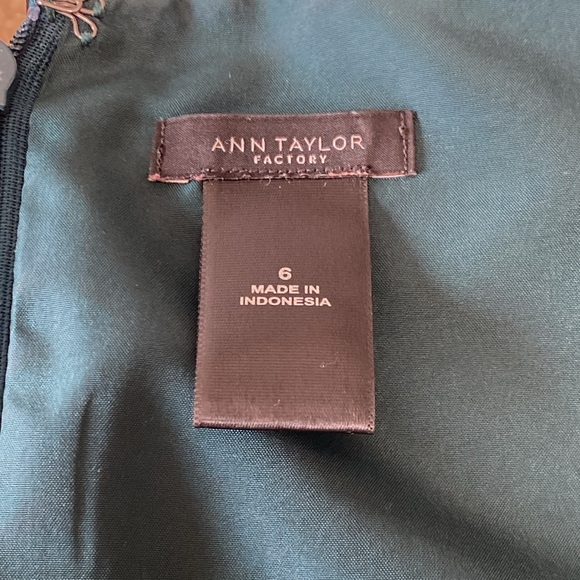 ANN TAYLOR
FACTORY
6
MADE IN
INDONESIA